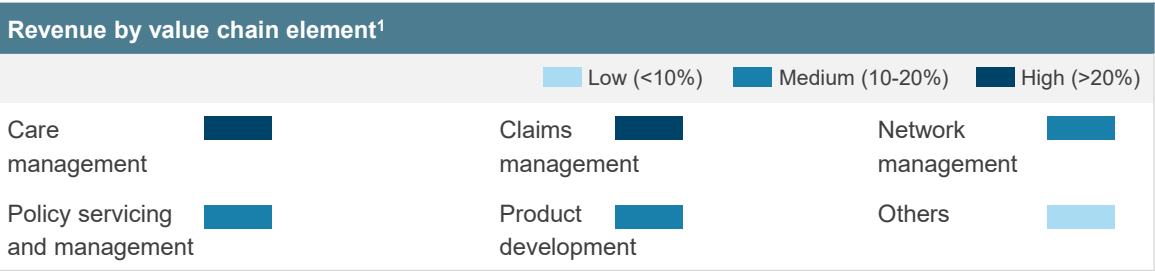 Revenue by value chain element¹
Low (<10%) Medium (10-20%) High (>20%)
Care management
Claims management
Network management
Policy servicing and management
Product development
Others